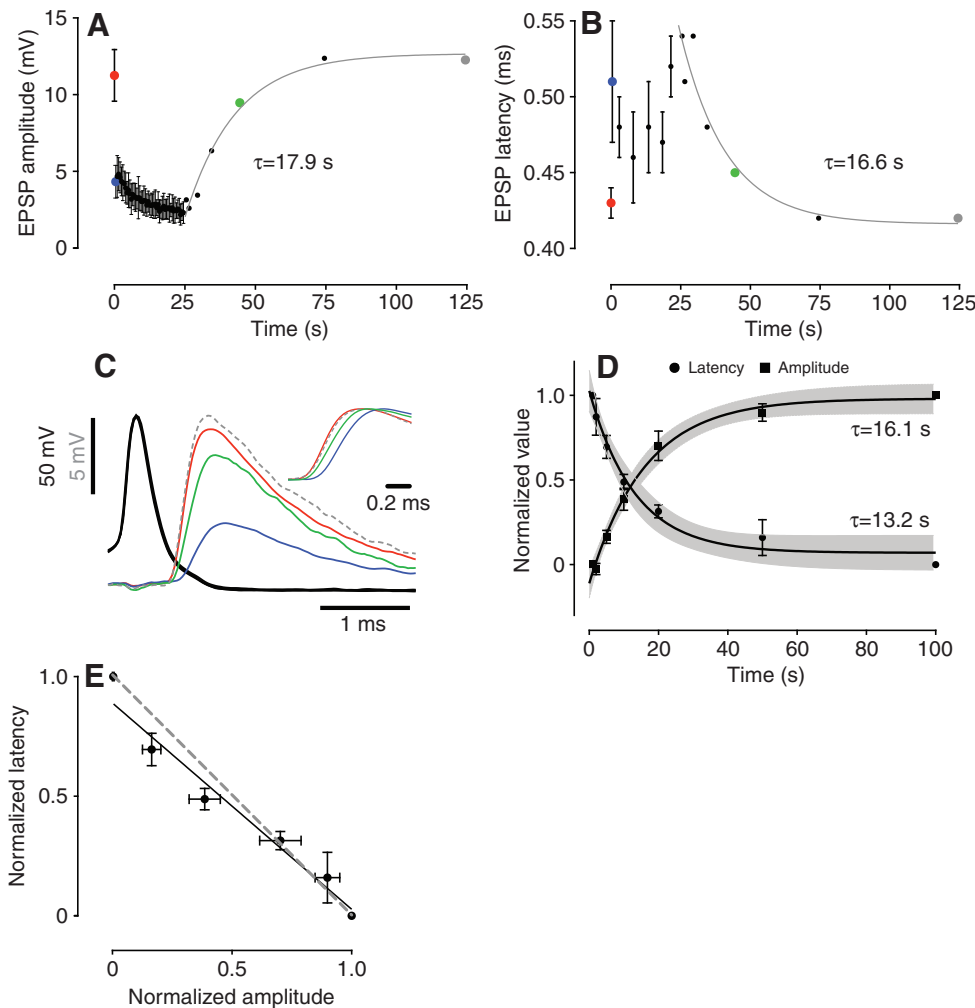 A
EPSP amplitude (mV)
15
10
5
0
τ=17.9 s
0 25 50 75 100 125
Time (s)
B
EPSP latency (ms)
0.55
0.50
0.45
0.40
τ=16.6 s
0 25 50 75 100 125
Time (s)
C
50 mV
5 mV
0.2 ms
1 ms
D
Latency Amplitude
Normalized value
1.0
0.5
0
τ=16.1 s
τ=13.2 s
0 20 40 60 80 100
Time (s)
E
Normalized latency
1.0
0.5
0
0 0.5 1.0
Normalized amplitude